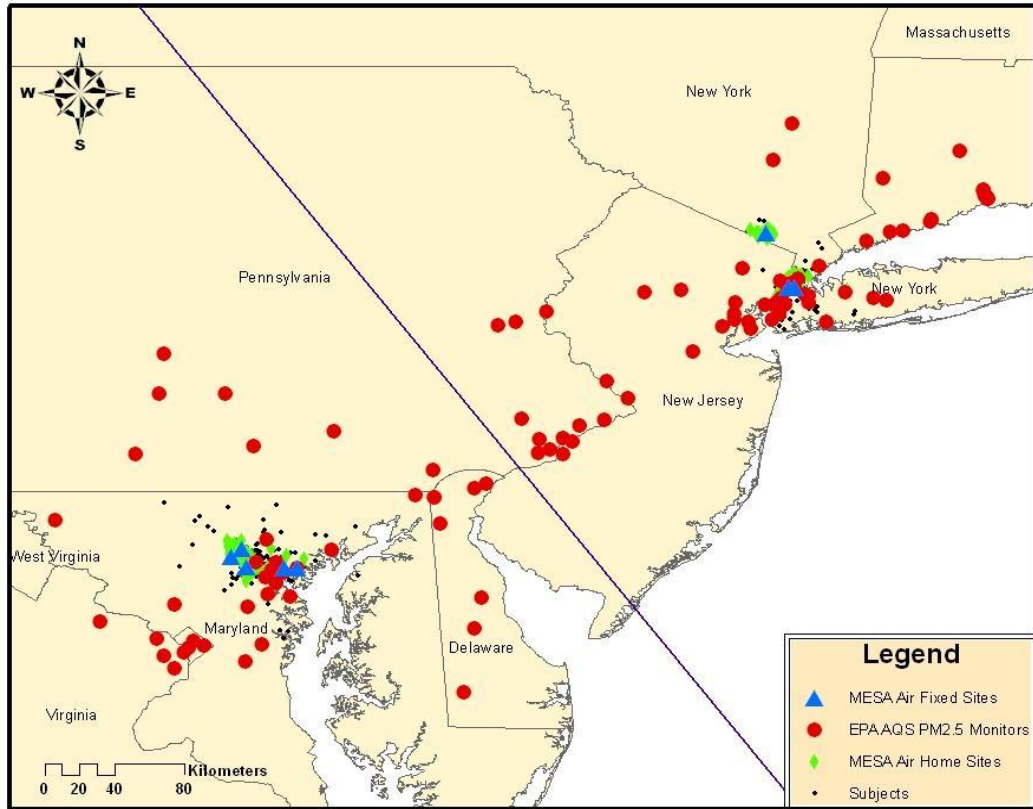 Massachusetts
N
New York
W E
S
Pennsylvania
New York
New Jersey
West Virginia
Maryland
Delaware
Virginia
Kilometers
0 20 40 80
Legend
MESA Air Fixed Sites
EPA AQS PM2.5 Monitors
MESA Air Home Sites
Subjects